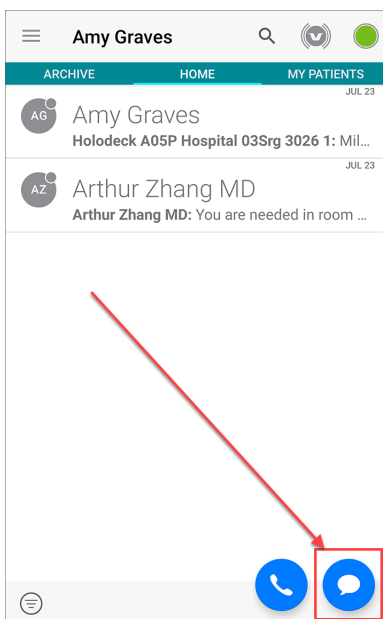 Amy Graves
ARCHIVE HOME MY PATIENTS
JUL 23
AG Amy Graves
Holodeck A05P Hospital 03Srg 3026 1: Mil...
JUL 23
AZ Arthur Zhang MD
Arthur Zhang MD: You are needed in room ...